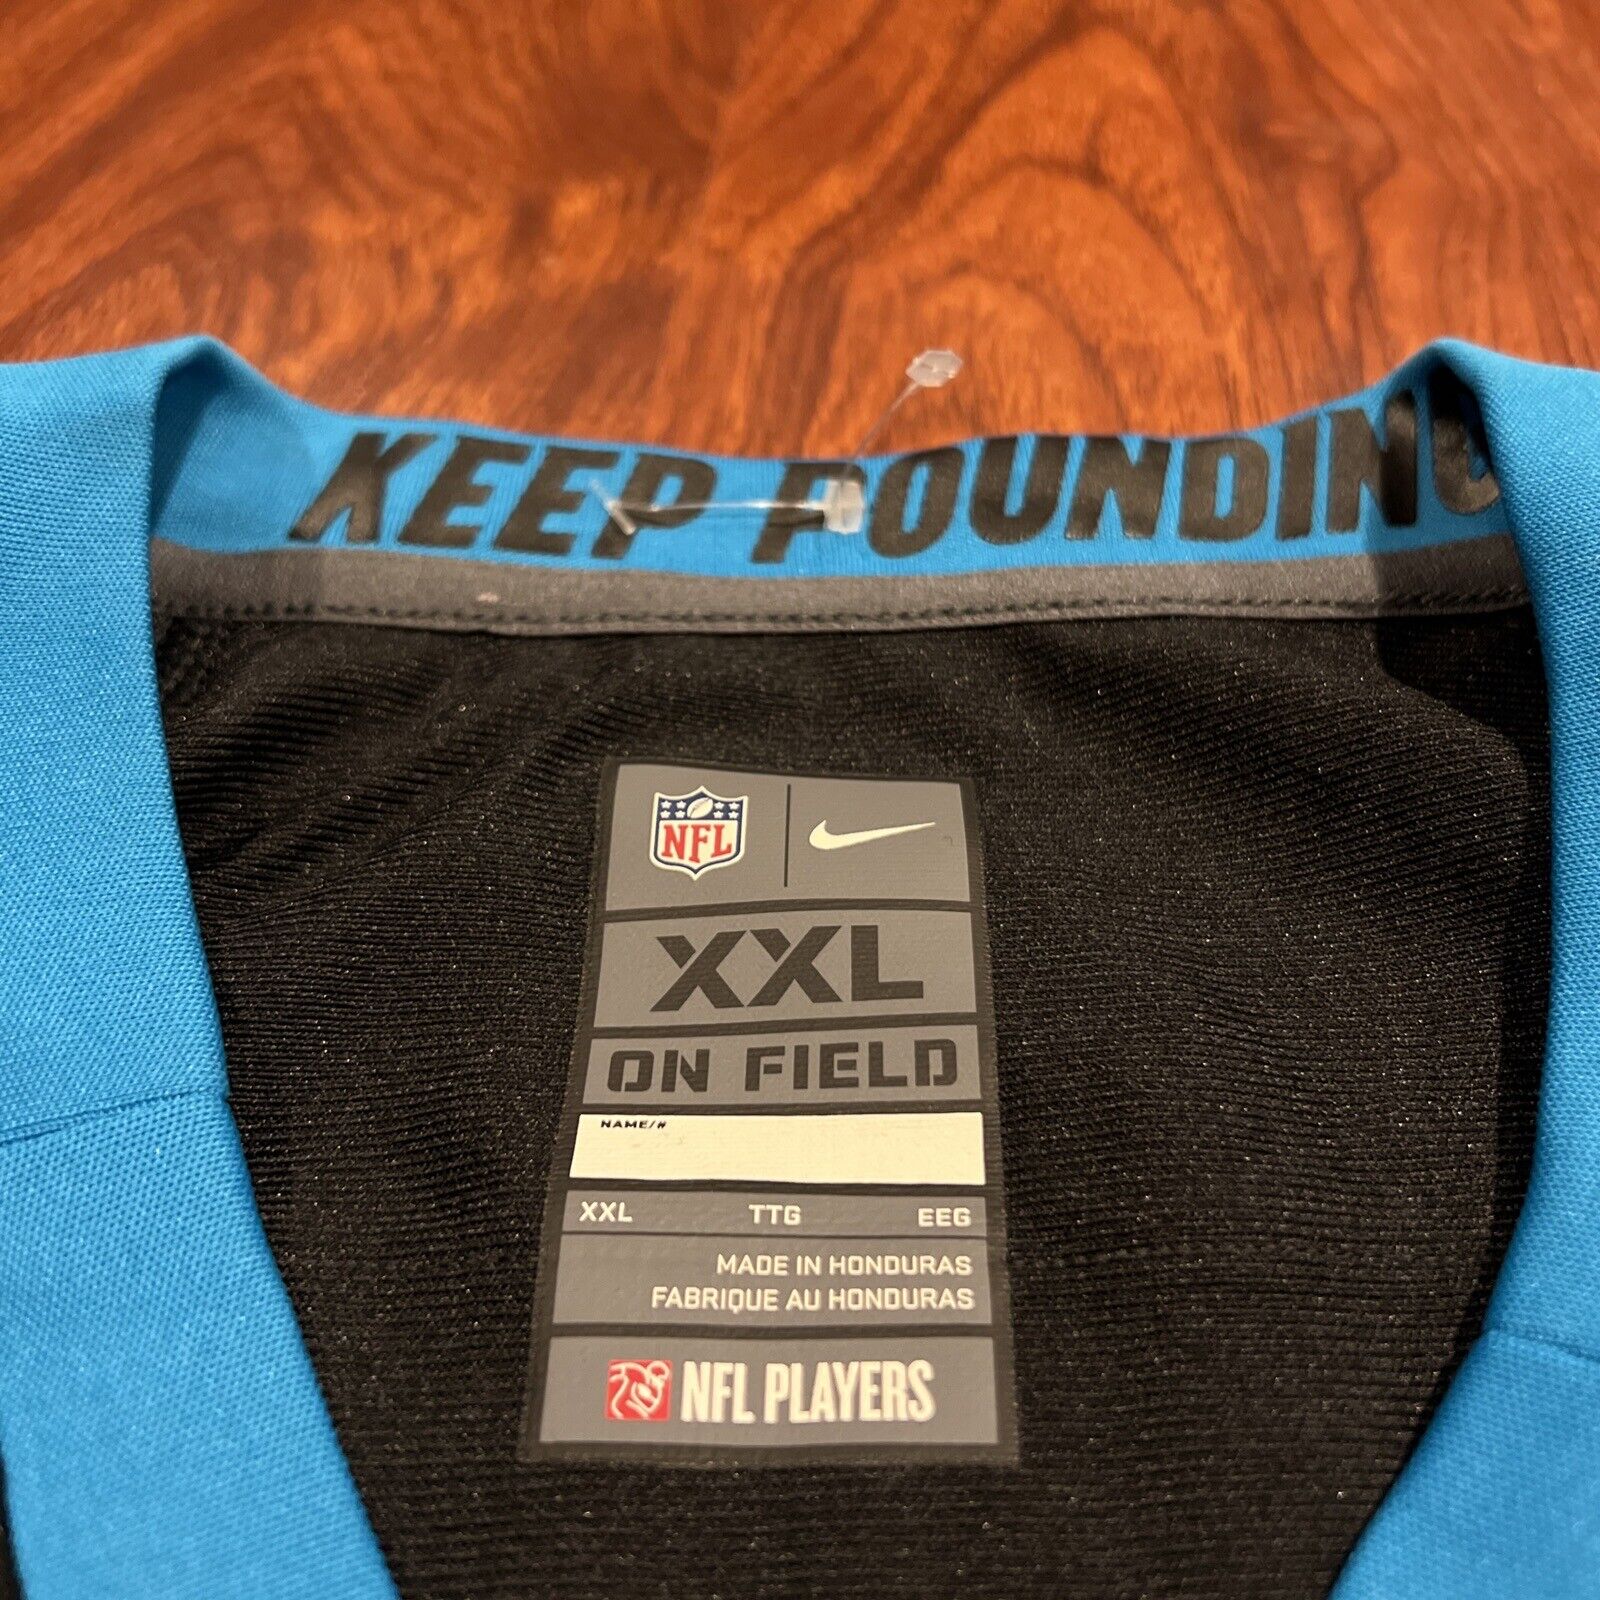 KEEP POUNDING
NFL
XXL
ON FIELD
NAME/#
XXL TTG EEG
MADE IN HONDURAS
FABRIQUE AU HONDURAS
NFL PLAYERS